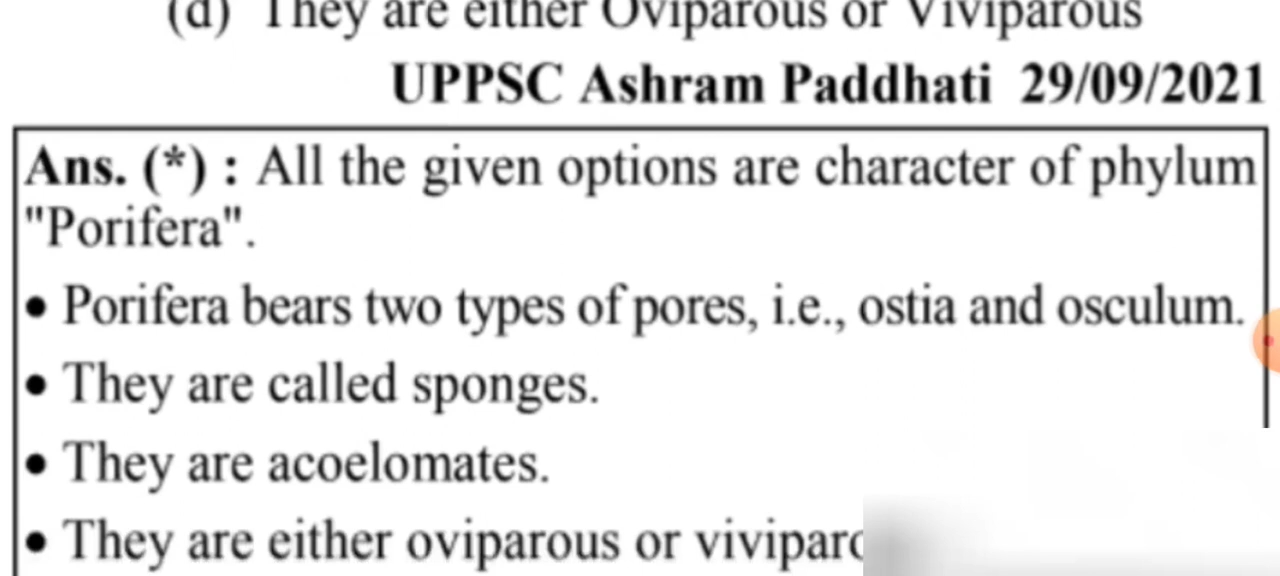 (d) They are either Oviparous or Viviparous
UPPSC Ashram Paddhati 29/09/2021
Ans. (*) : All the given options are character of phylum
"Porifera".
• Porifera bears two types of pores, i.e., ostia and osculum.
• They are called sponges.
• They are acoelomates.
• They are either oviparous or